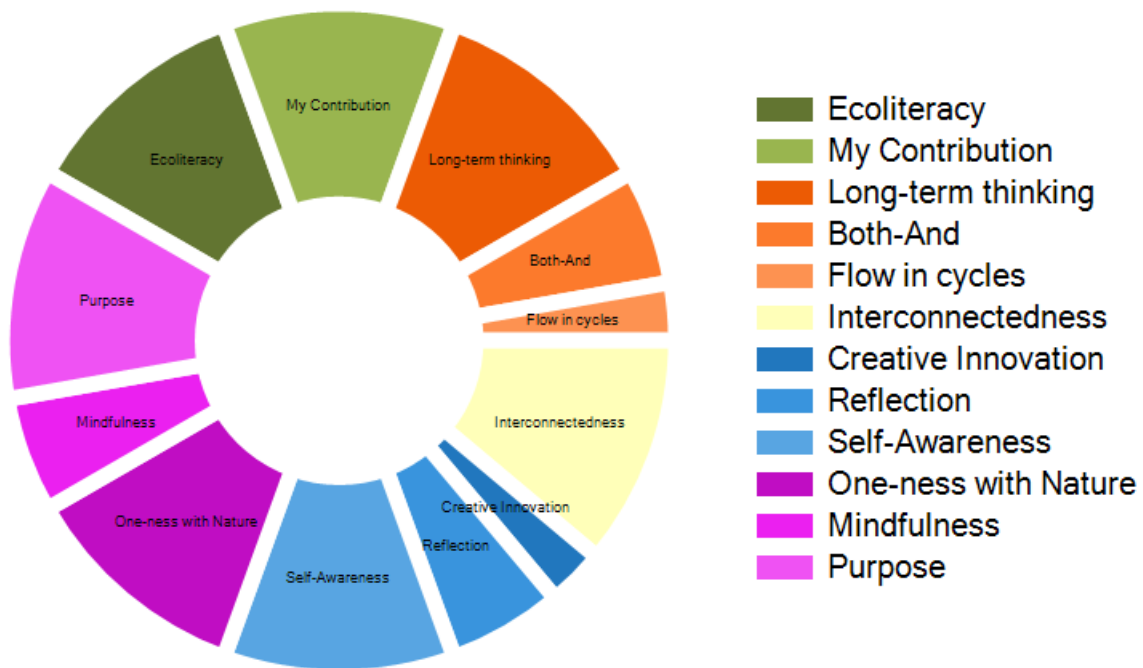 My Contribution
Ecoliteracy
Long-term thinking
Both-And
Purpose
Flow in cycles
Mindfulness
Interconnectedness
Creative Innovation
One-ness with Nature
Reflection
Self-Awareness
Ecoliteracy
My Contribution
Long-term thinking
Both-And
Flow in cycles
Interconnectedness
Creative Innovation
Reflection
Self-Awareness
One-ness with Nature
Mindfulness
Purpose